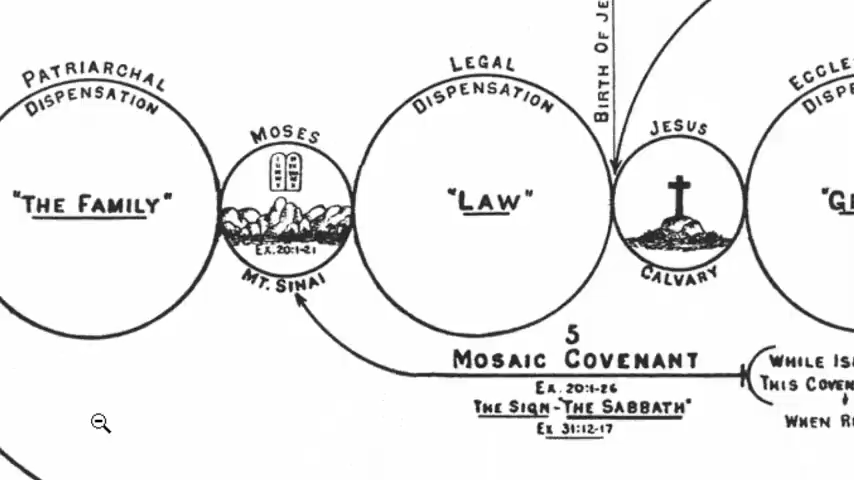 PATRIARCHAL
DISPENSATION
"THE FAMILY"
MOSES
EX. 20:1-21
MT. SINAI
LEGAL
DISPENSATION
"LAW"
BIRTH OF JE
JESUS
CALVARY
ECCLE
DISPE
"G
5
MOSAIC COVENANT
EX. 20:1-26
THE SIGN-"THE SABBATH"
EX 31:12-17
WHILE IS
THIS COVEN
WHEN R